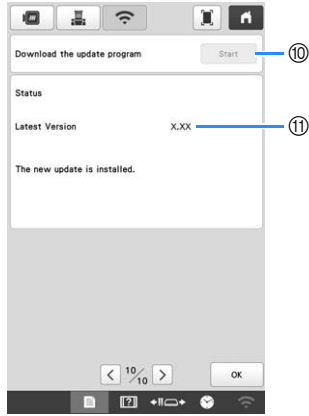 Download the update program
Start
⑩
Status
Latest Version
X.XX
⑪
The new update is installed.
10/10
OK